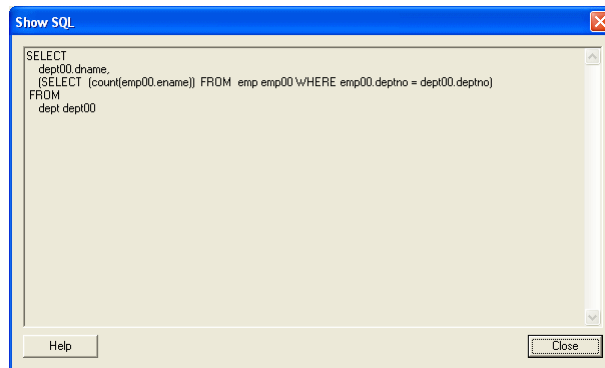 Show SQL
SELECT
dept00.dname,
(SELECT (count(emp00.ename)) FROM emp emp00 WHERE emp00.deptno = dept00.deptno)
FROM
dept dept00
Help
Close